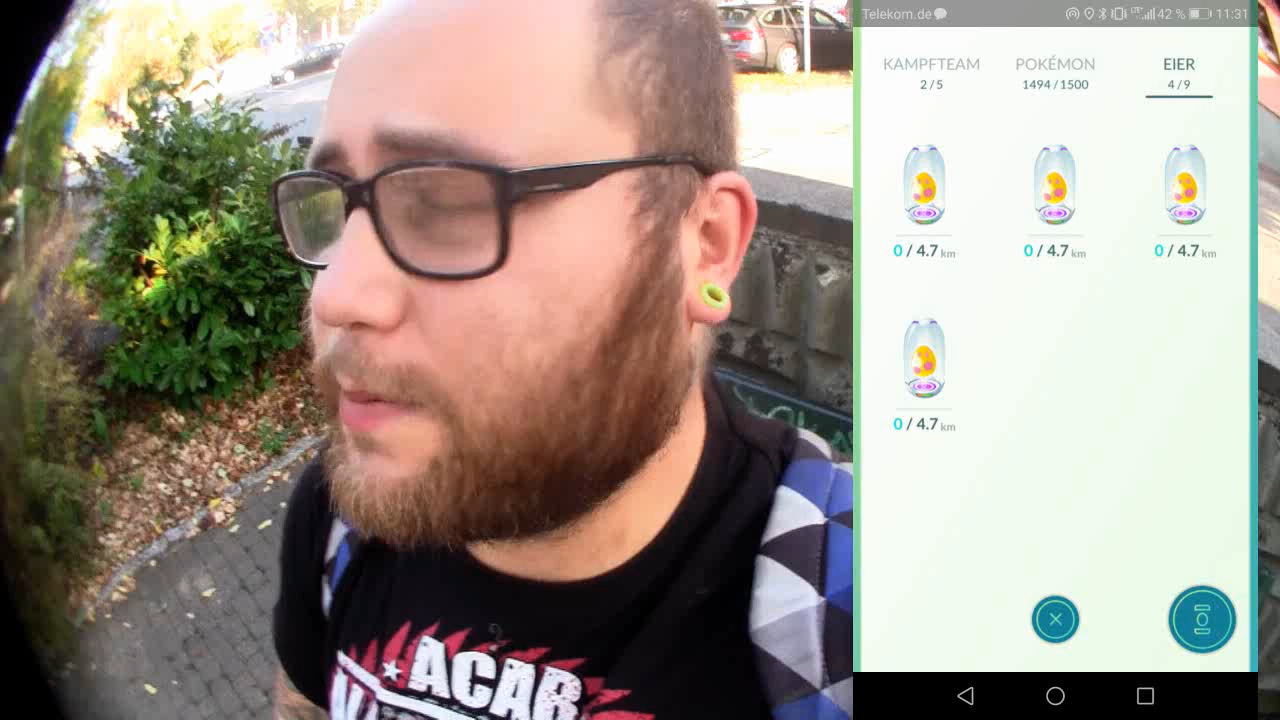 Telekom.de
LTE 42 % 11:31
KAMPFTEAM
2 / 5
POKÉMON
1494 / 1500
EIER
4 / 9
0 / 4.7 km
0 / 4.7 km
0 / 4.7 km
0 / 4.7 km
ACAB